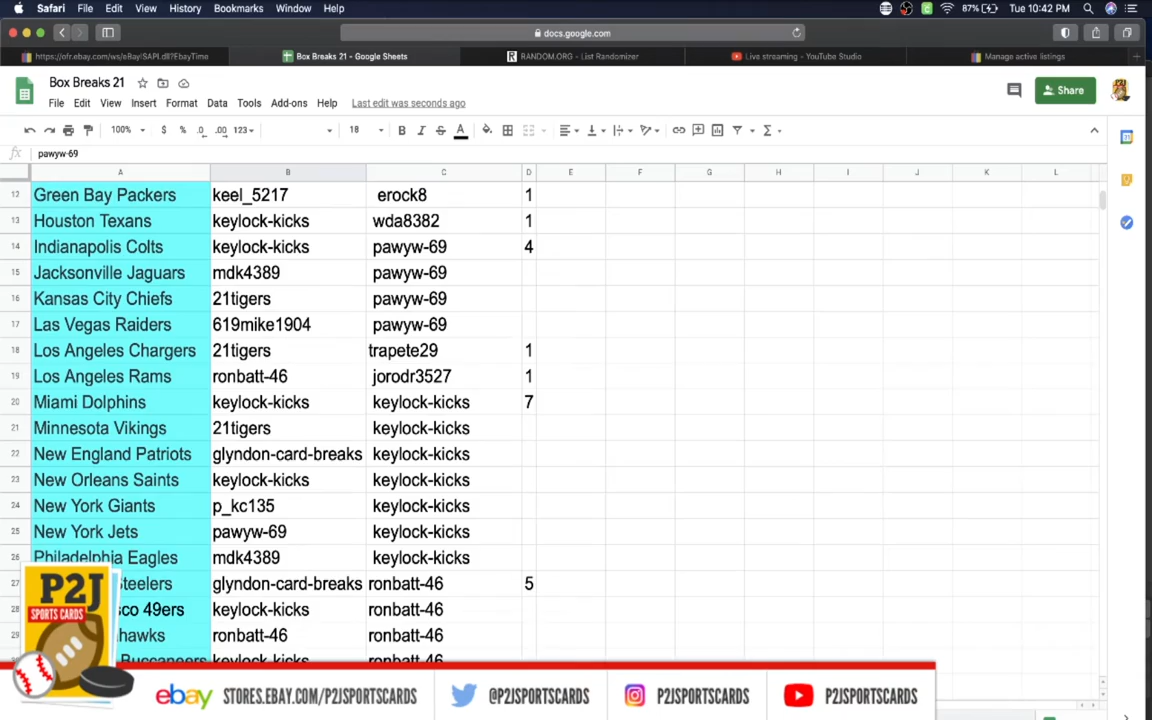 Safari File Edit View History Bookmarks Window Help 87% Tue 10:42 PM
docs.google.com
https://ofr.ebay.com/ws/eBayISAPI.dll?EbayTime Box Breaks 21 - Google Sheets RANDOM.ORG - List Randomizer Live streaming - YouTube Studio Manage active listings
Box Breaks 21
File Edit View Insert Format Data Tools Add-ons Help Last edit was seconds ago Share
100% $ % .0 .00 123 18 B I S A
fx pawyw-69
A B C D E F G H I J K L
12 Green Bay Packers keel_5217 erock8 1
13 Houston Texans keylock-kicks wda8382 1
14 Indianapolis Colts keylock-kicks pawyw-69 4
15 Jacksonville Jaguars mdk4389 pawyw-69
16 Kansas City Chiefs 21tigers pawyw-69
17 Las Vegas Raiders 619mike1904 pawyw-69
18 Los Angeles Chargers 21tigers trapete29 1
19 Los Angeles Rams ronbatt-46 jorodr3527 1
20 Miami Dolphins keylock-kicks keylock-kicks 7
21 Minnesota Vikings 21tigers keylock-kicks
22 New England Patriots glyndon-card-breaks keylock-kicks
23 New Orleans Saints keylock-kicks keylock-kicks
24 New York Giants p_kc135 keylock-kicks
25 New York Jets pawyw-69 keylock-kicks
26 Philadelphia Eagles mdk4389 keylock-kicks
27 Steelers glyndon-card-breaks ronbatt-46 5
28 sco 49ers keylock-kicks ronbatt-46
29 hawks ronbatt-46 ronbatt-46
Buccaneers keylock-kicks ronbatt-46
P2J
SPORTS CARDS
ebay STORES.EBAY.COM/P2JSPORTSCARDS @P2JSPORTSCARDS P2JSPORTSCARDS P2JSPORTSCARDS